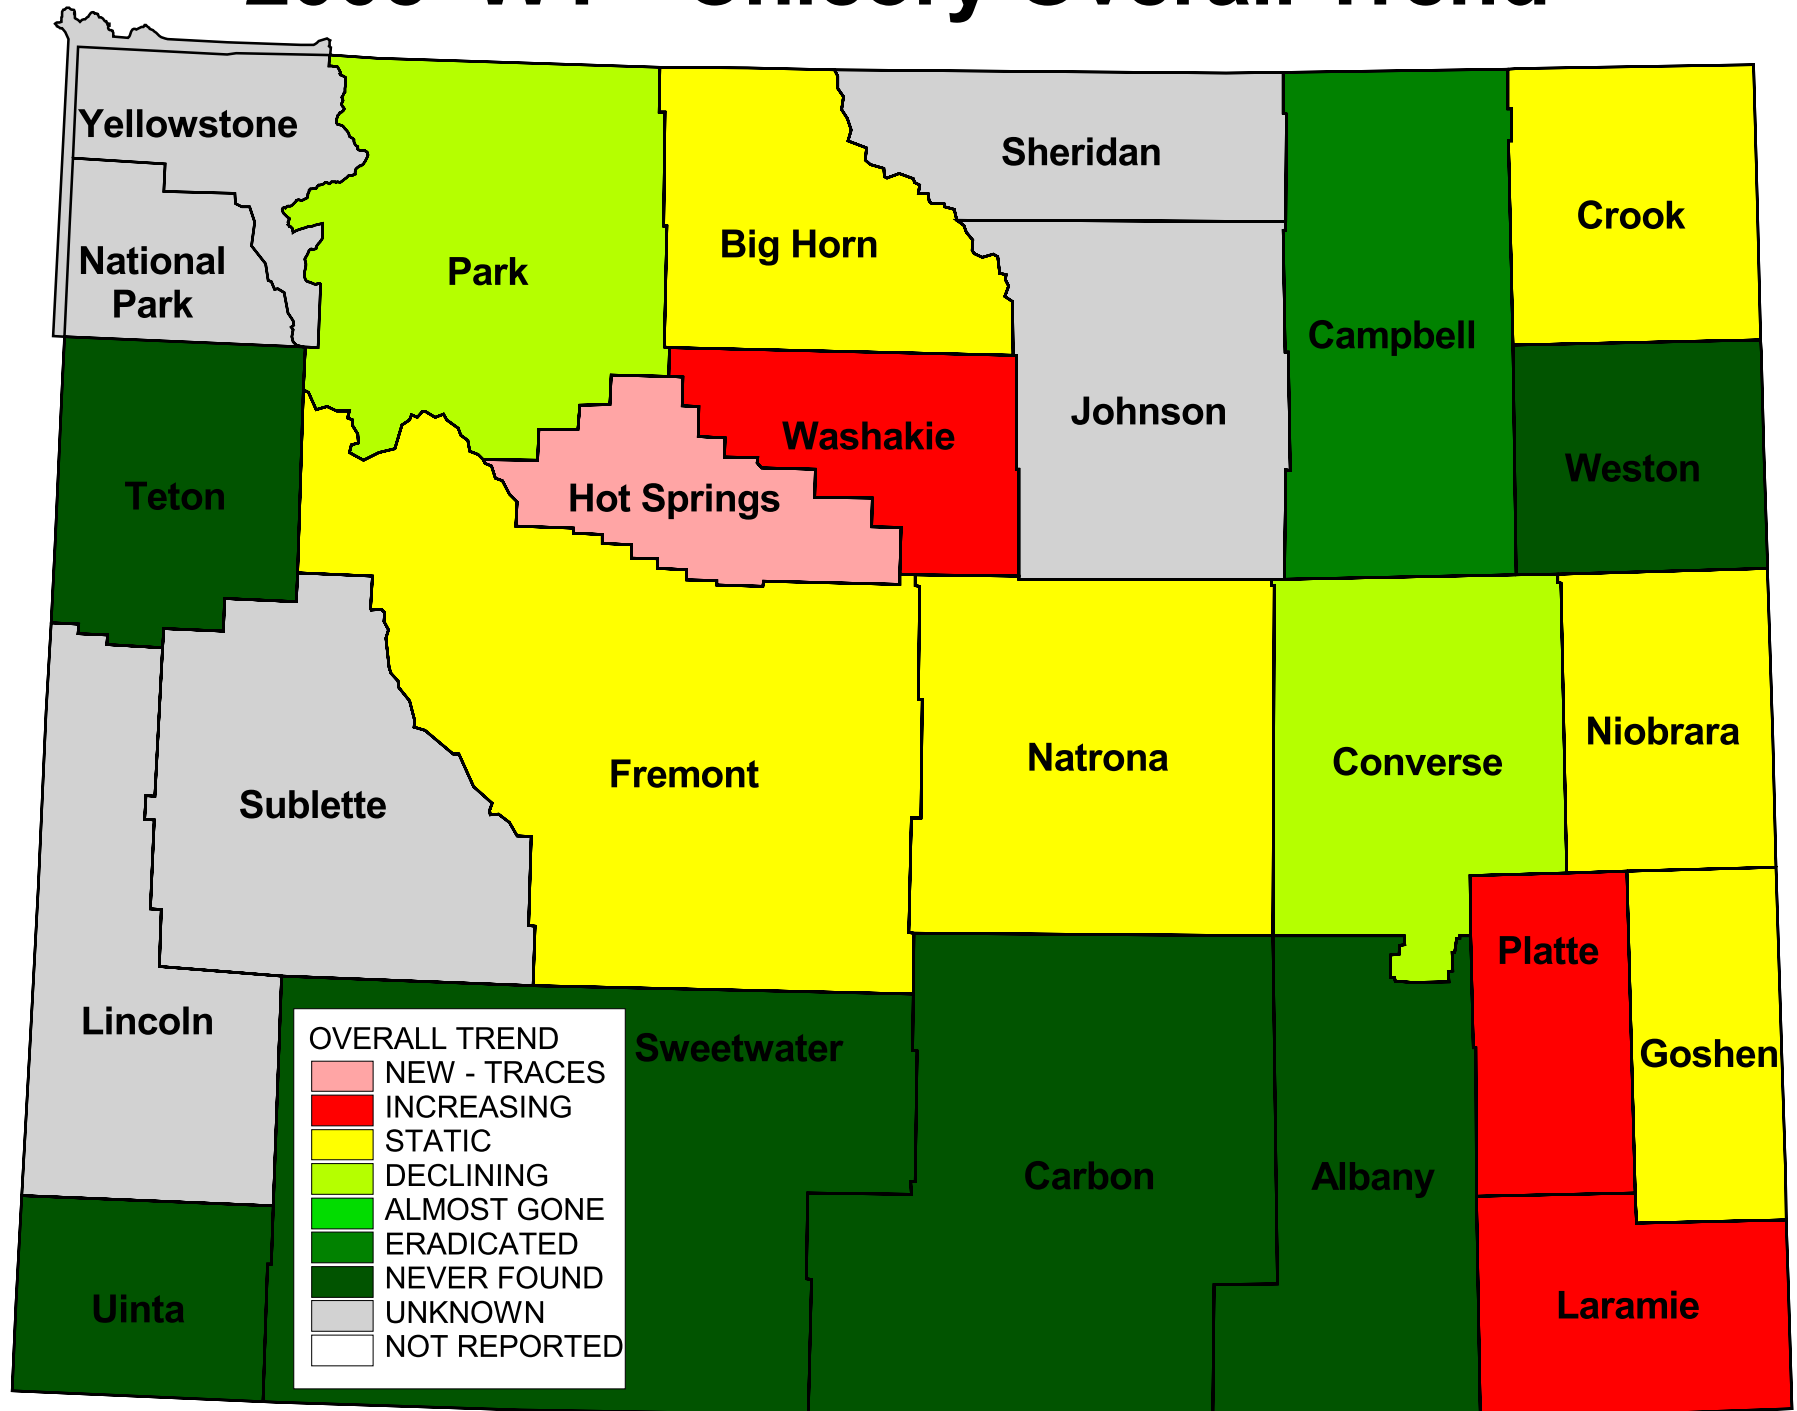 Overall Trend
Yellowstone
National
Park
Park
Big Horn
Sheridan
Crook
Campbell
Johnson
Washakie
Hot Springs
Teton
Weston
Sublette
Fremont
Natrona
Converse
Niobrara
Platte
Lincoln
Sweetwater
Goshen
Carbon
Albany
Uinta
Laramie
OVERALL TREND
NEW - TRACES
INCREASING
STATIC
DECLINING
ALMOST GONE
ERADICATED
NEVER FOUND
UNKNOWN
NOT REPORTED